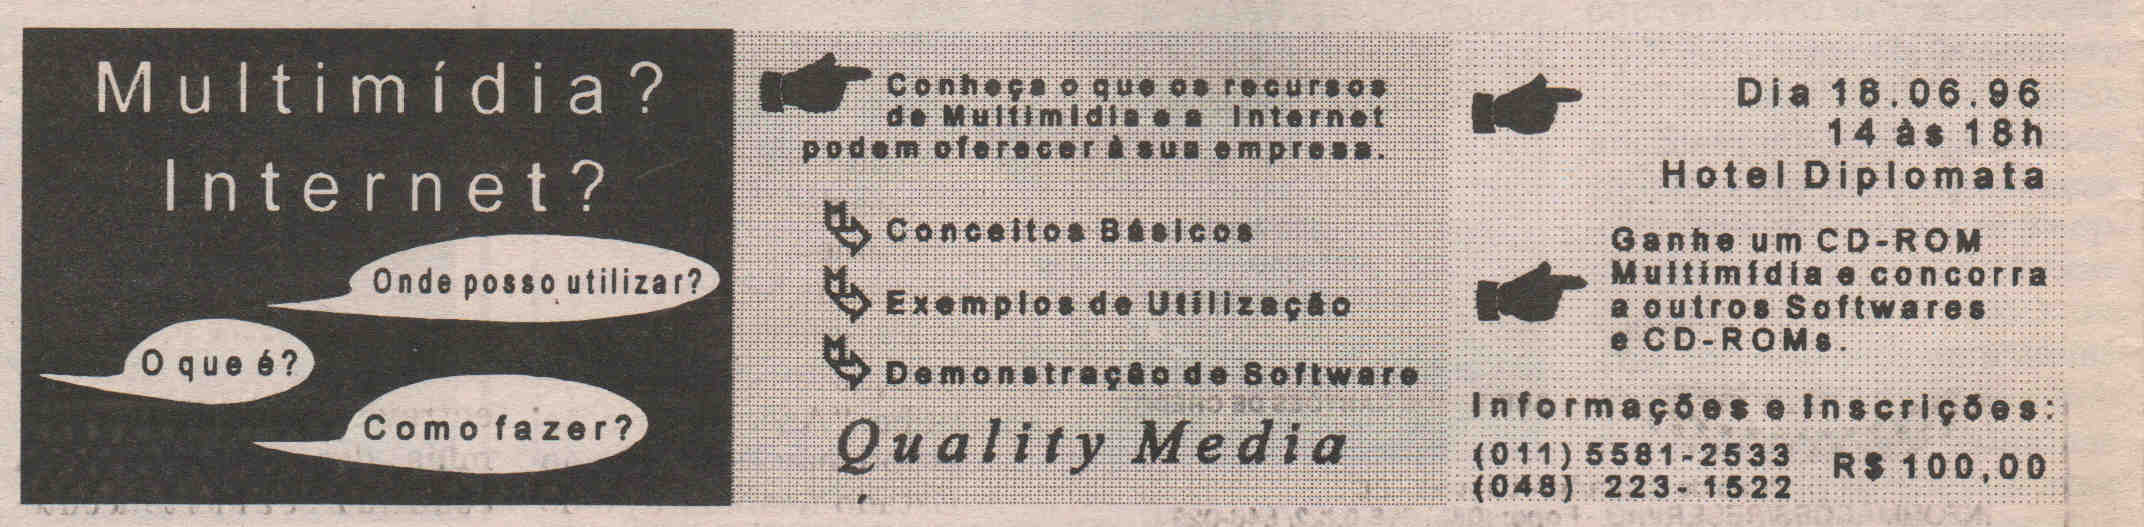 Multimídia?
Internet?
Onde posso utilizar?
O que é?
Como fazer?
Conheça o que os recursos
de Multimídia e a Internet
podem oferecer à sua empresa.
Conceitos Básicos
Exemplos de Utilização
Demonstração de Software
Quality Media
Dia 18.06.96
14 às 18h
Hotel Diplomata
Ganhe um CD-ROM
Multimídia e concorra
a outros Softwares
e CD-ROMs.
Informações e Inscrições:
(011) 5581-2533
(048) 223-1522
R$ 100,00